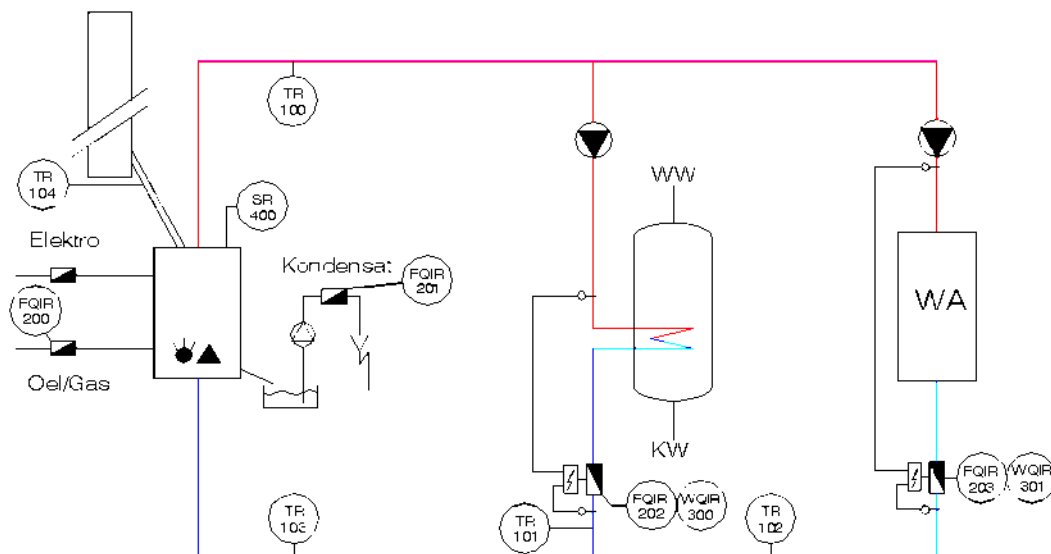 TR
100
TR
104
SR
400
WW
Elektro
Kondensat
FQIR
201
FQIR
200
WA
Oel/Gas
KW
FQIR
202
WQIR
300
FQIR
203
WQIR
301
TR
103
TR
101
TR
102